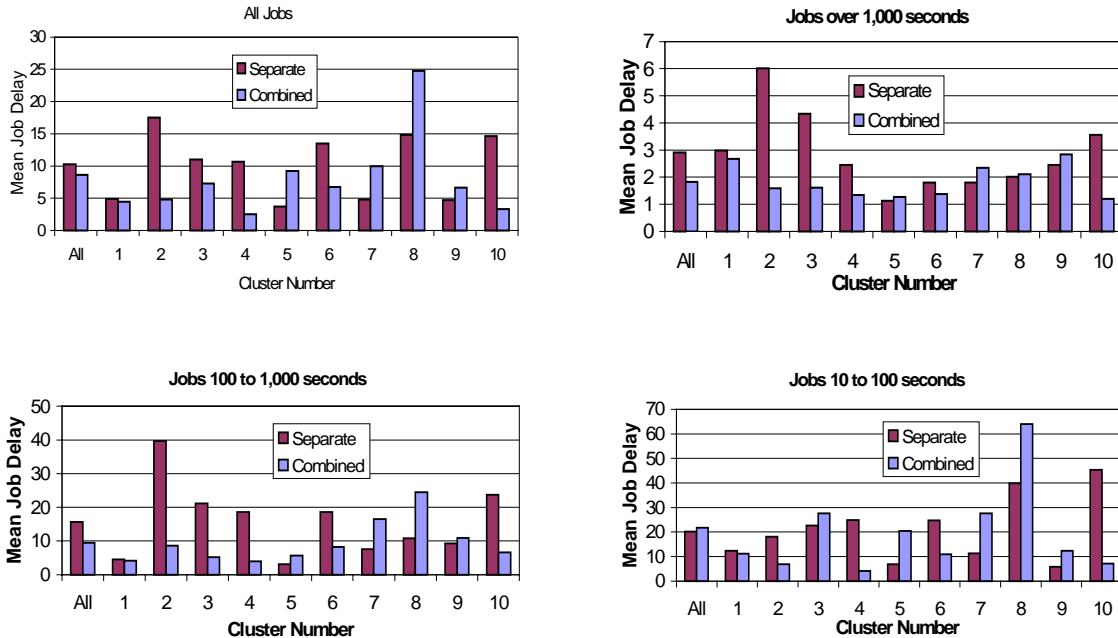 All Jobs
30
25
20
15
10
5
0
Mean Job Delay
Separate
Combined
All 1 2 3 4 5 6 7 8 9 10
Cluster Number
Jobs over 1,000 seconds
7
6
5
4
3
2
1
0
Mean Job Delay
Separate
Combined
All 1 2 3 4 5 6 7 8 9 10
Cluster Number
Jobs 100 to 1,000 seconds
50
40
30
20
10
0
Mean Job Delay
Separate
Combined
All 1 2 3 4 5 6 7 8 9 10
Cluster Number
Jobs 10 to 100 seconds
70
60
50
40
30
20
10
0
Mean Job Delay
Separate
Combined
All 1 2 3 4 5 6 7 8 9 10
Cluster Number